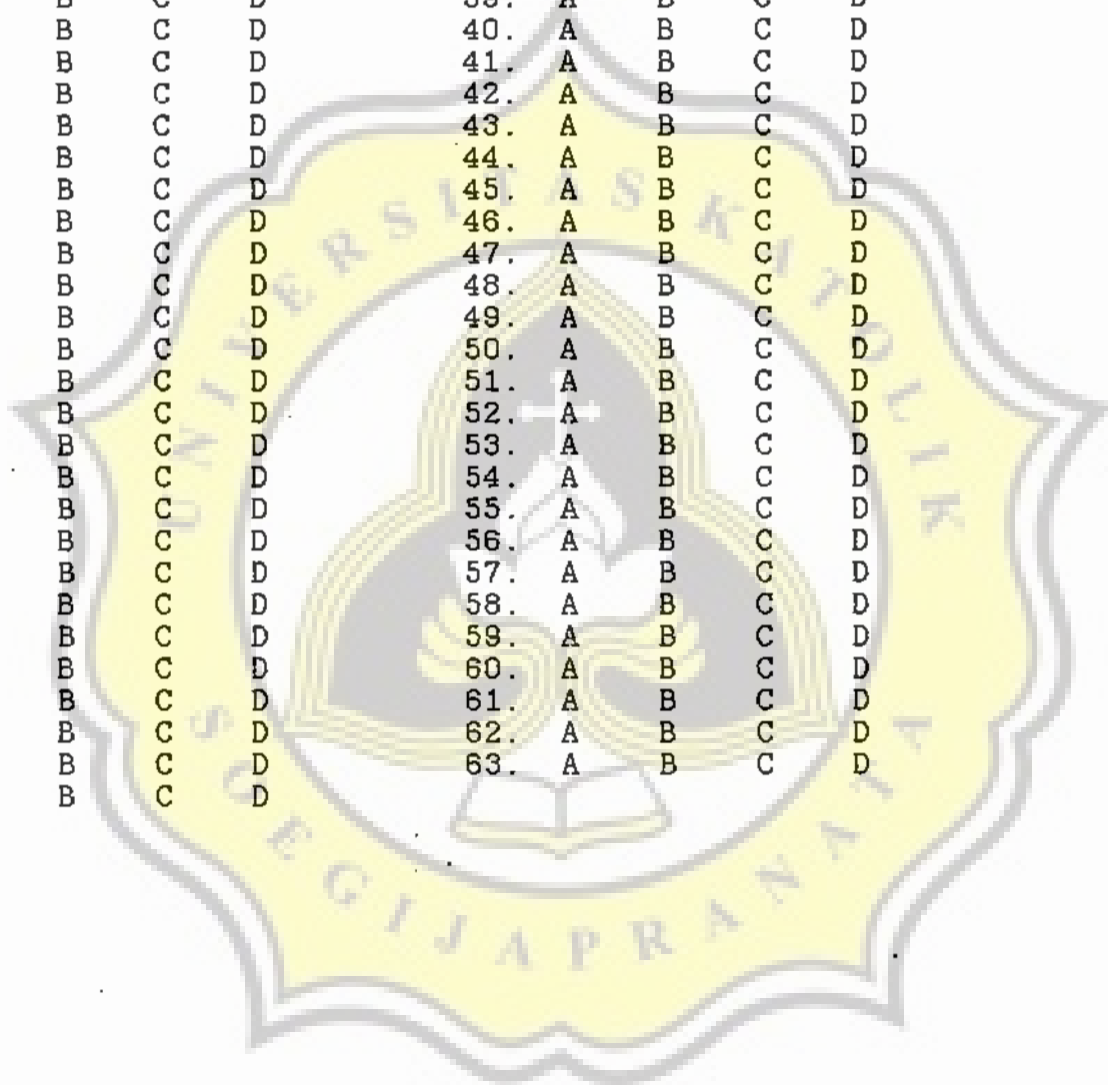 B C D 39. A B C D
B C D 40. A B C D
B C D 41. A B C D
B C D 42. A B C D
B C D 43. A B C D
B C D 44. A B C D
B C D 45. A B C D
B C D 46. A B C D
B C D 47. A B C D
B C D 48. A B C D
B C D 49. A B C D
B C D 50. A B C D
B C D 51. A B C D
B C D 52. A B C D
B C D 53. A B C D
B C D 54. A B C D
B C D 55. A B C D
B C D 56. A B C D
B C D 57. A B C D
B C D 58. A B C D
B C D 59. A B C D
B C D 60. A B C D
B C D 61. A B C D
B C D 62. A B C D
B C D 63. A B C D
B C D
UNIVERSITAS KATOLIK
SOEGIJAPRANATA